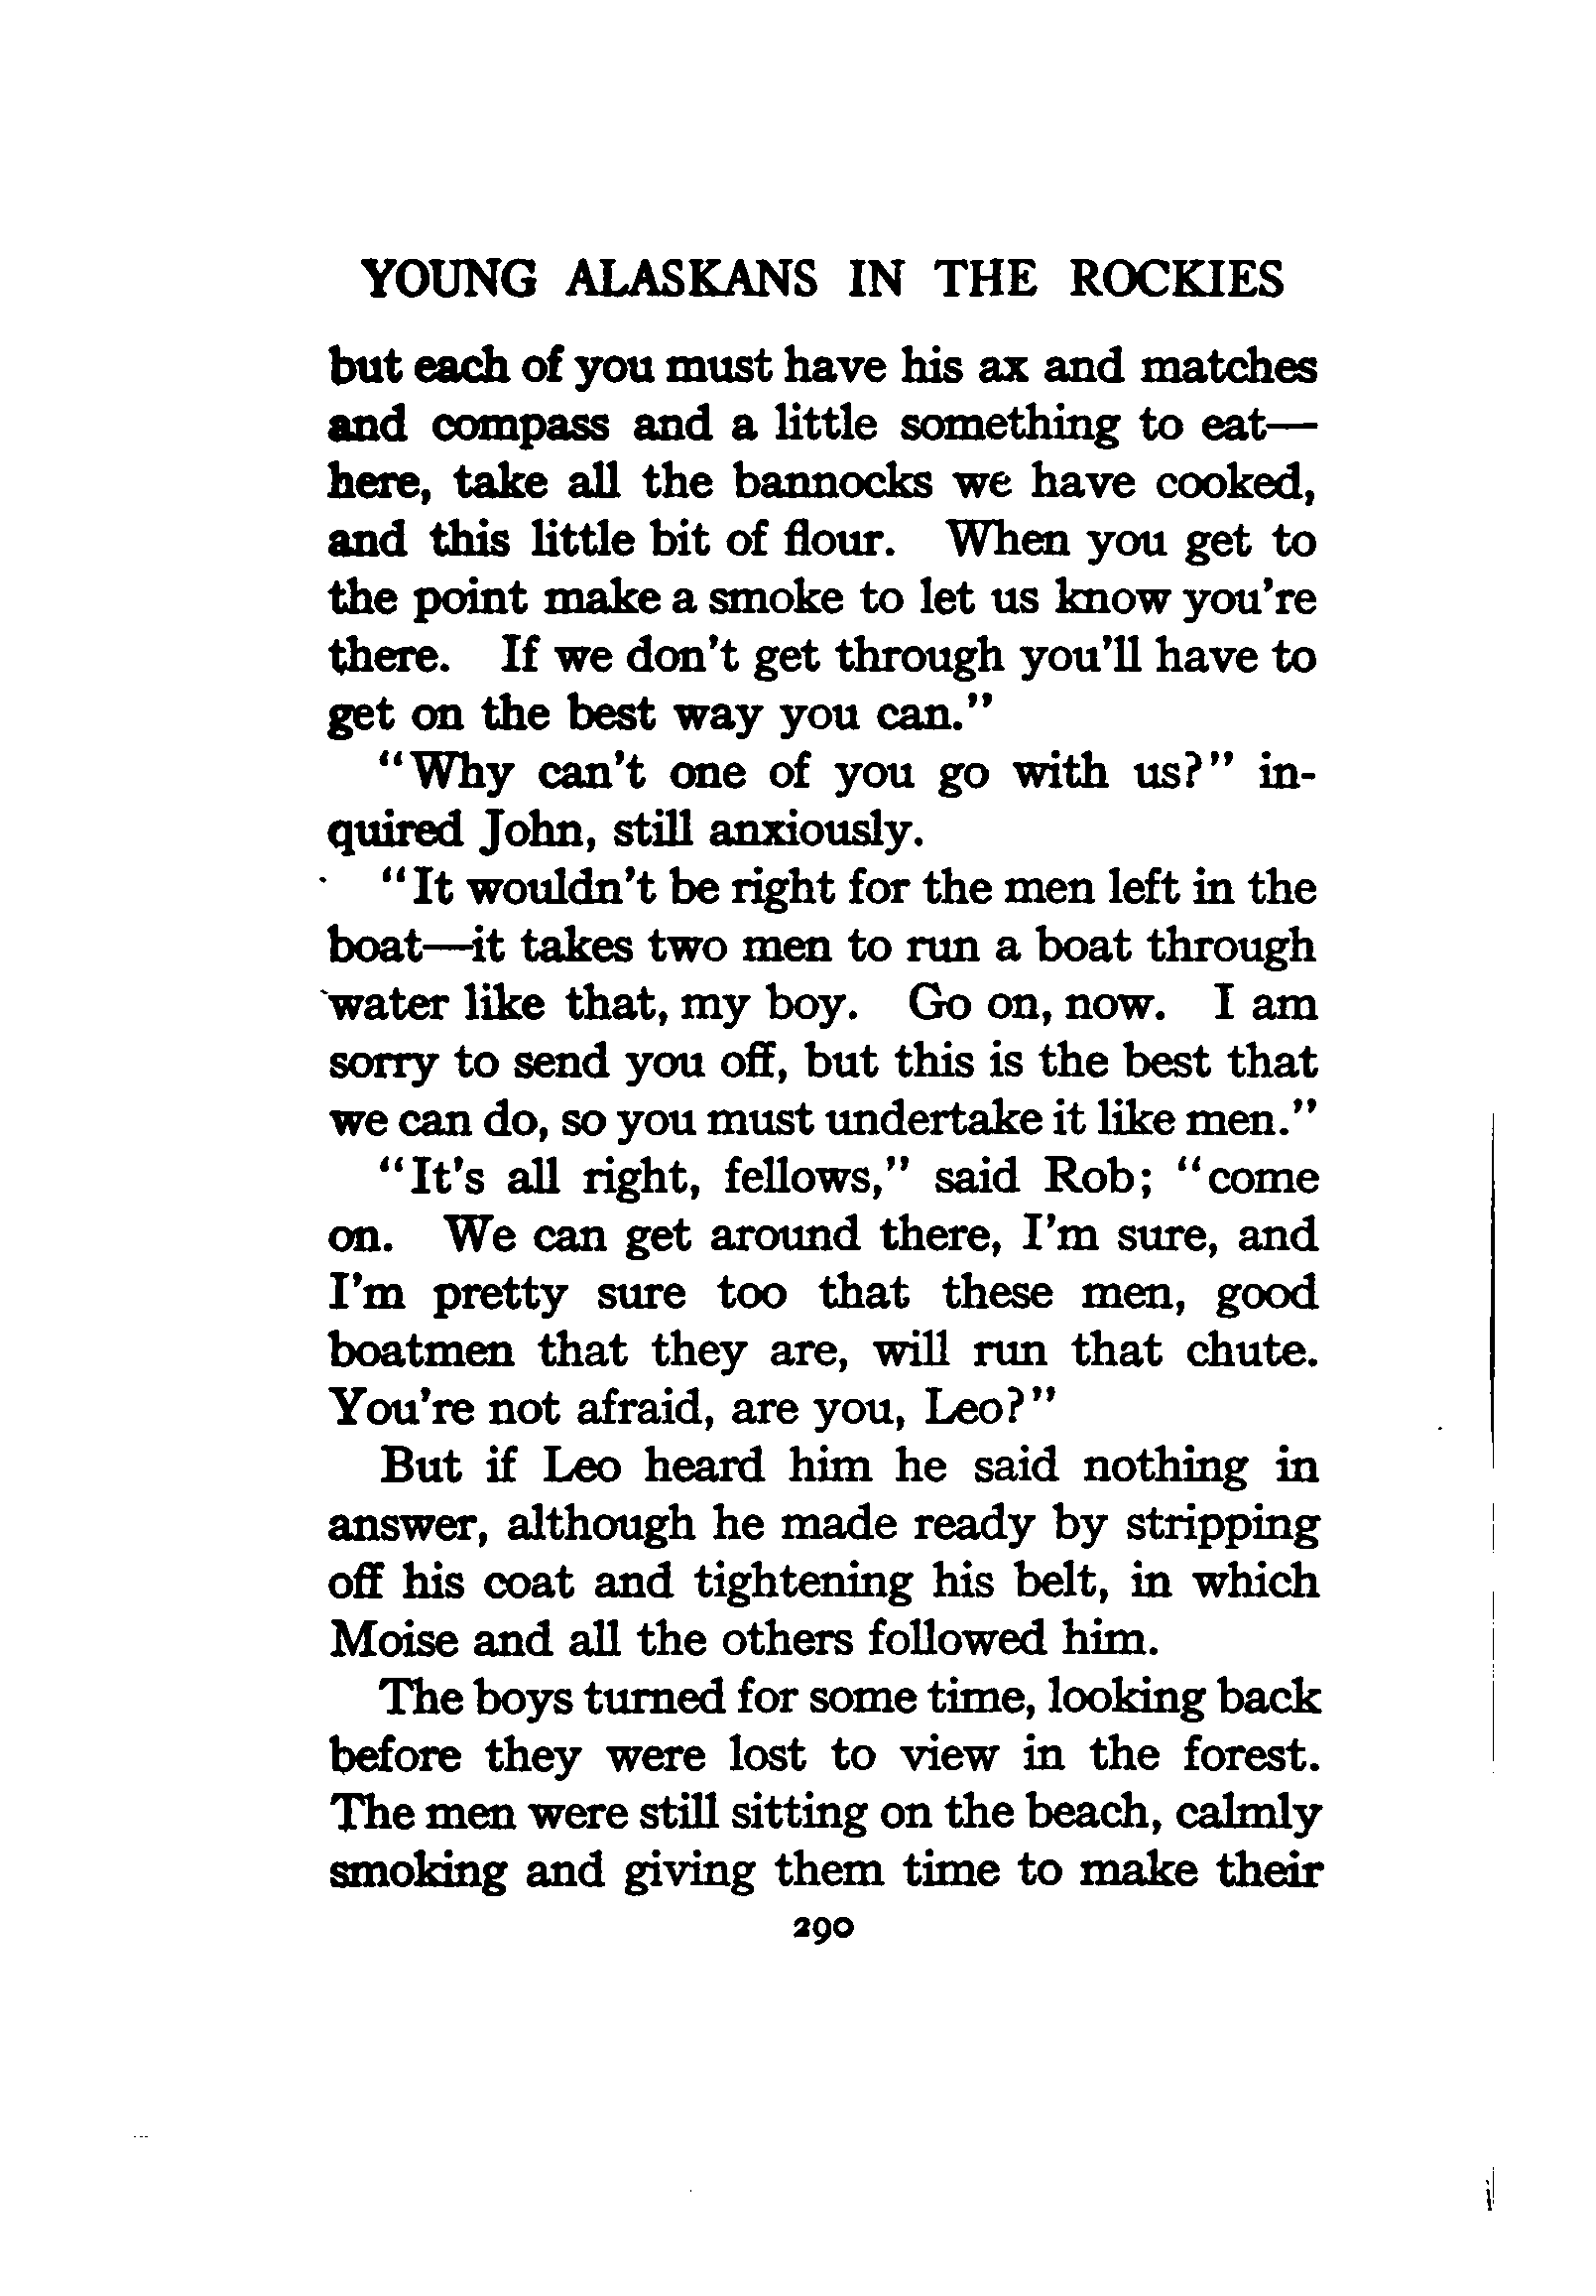 YOUNG ALASKANS IN THE ROCKIES
but each of you must have his ax and matches
and compass and a little something to eat—
here, take all the bannocks we have cooked,
and this little bit of flour. When you get to
the point make a smoke to let us know you're
there. If we don't get through you'll have to
get on the best way you can."
"Why can't one of you go with us?" in-
quired John, still anxiously.
"It wouldn't be right for the men left in the
boat—it takes two men to run a boat through
water like that, my boy. Go on, now. I am
sorry to send you off, but this is the best that
we can do, so you must undertake it like men."
"It's all right, fellows," said Rob; "come
on. We can get around there, I'm sure, and
I'm pretty sure too that these men, good
boatmen that they are, will run that chute.
You're not afraid, are you, Leo?"
But if Leo heard him he said nothing in
answer, although he made ready by stripping
off his coat and tightening his belt, in which
Moise and all the others followed him.
The boys turned for some time, looking back
before they were lost to view in the forest.
The men were still sitting on the beach, calmly
smoking and giving them time to make their
290